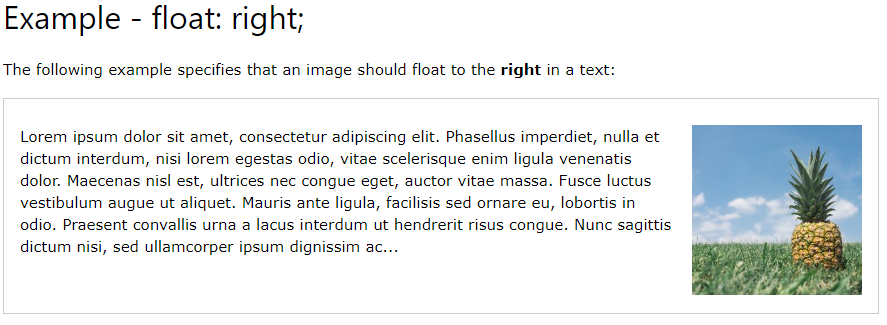 Example - float: right;
The following example specifies that an image should float to the right in a text:
Lorem ipsum dolor sit amet, consectetur adipiscing elit. Phasellus imperdiet, nulla et
dictum interdum, nisi lorem egestas odio, vitae scelerisque enim ligula venenatis
dolor. Maecenas nisl est, ultrices nec congue eget, auctor vitae massa. Fusce luctus
vestibulum augue ut aliquet. Mauris ante ligula, facilisis sed ornare eu, lobortis in
odio. Praesent convallis urna a lacus interdum ut hendrerit risus congue. Nunc sagittis
dictum nisi, sed ullamcorper ipsum dignissim ac...